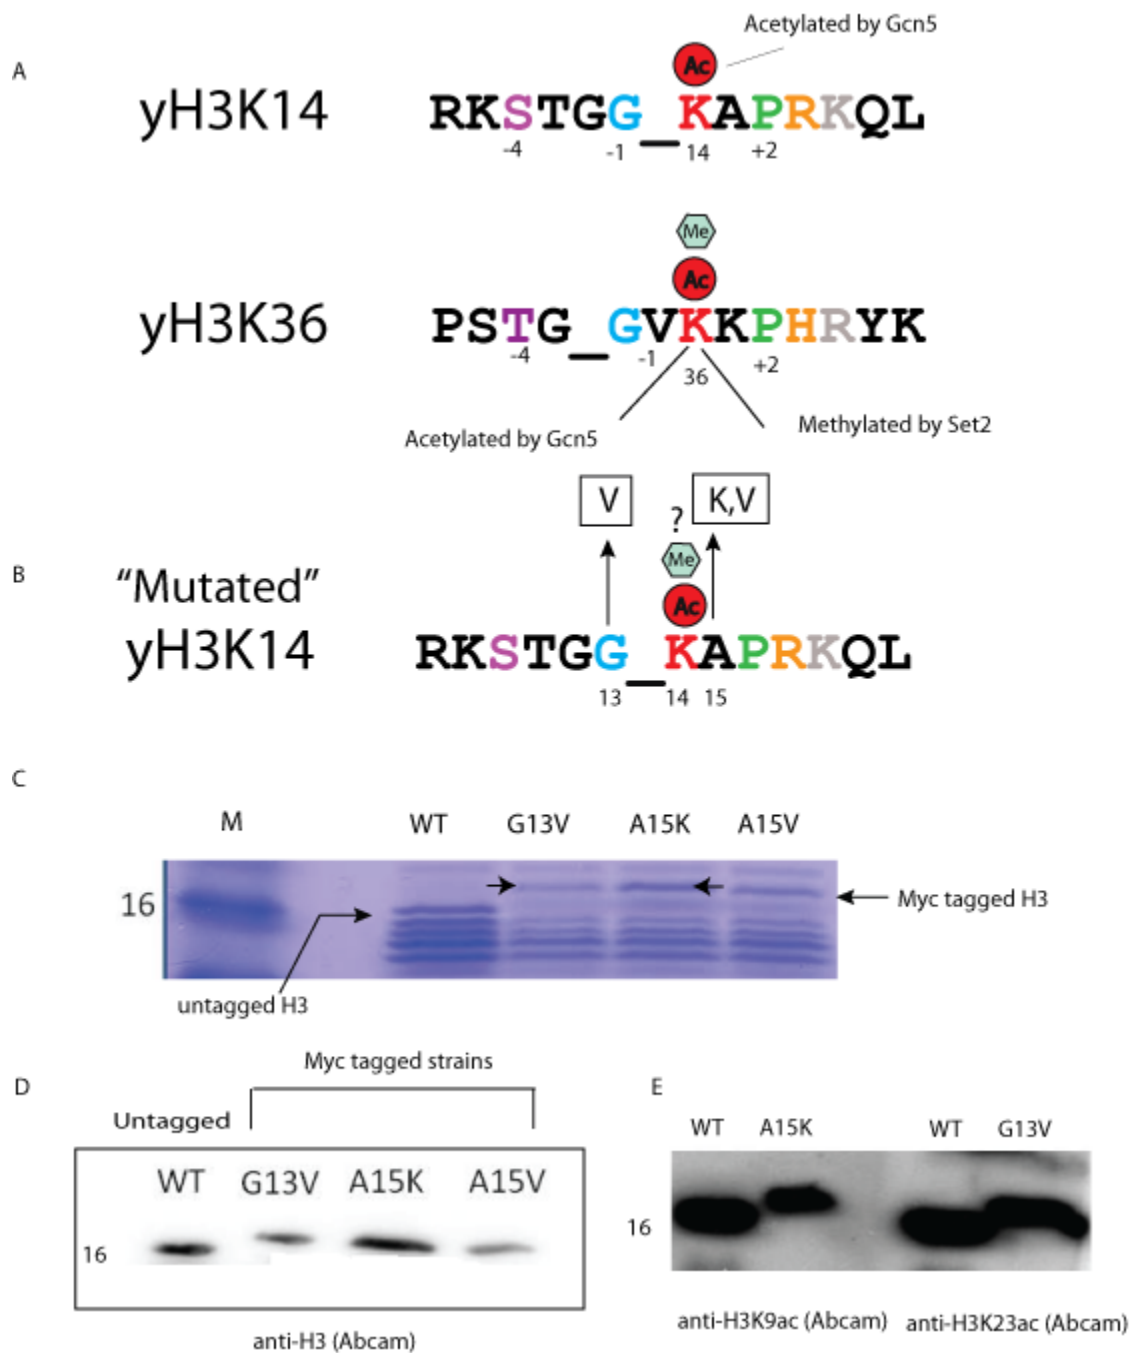 A
Acetylated by Gcn5
Ac
yH3K14
RKSTGG_KAPRKQL
-4 -1 14 +2
Me
Ac
yH3K36
PSTG_GVKKPHRYK
-4 -1 36 +2
Acetylated by Gcn5
Methylated by Set2
V
K,V
?
Me
B
"Mutated"
Ac
yH3K14
RKSTGG_KAPRKQL
13 14 15
C
M WT G13V A15K A15V
16
Myc tagged H3
untagged H3
D
Myc tagged strains
Untagged
WT G13V A15K A15V
16
anti-H3 (Abcam)
E
WT A15K WT G13V
16
anti-H3K9ac (Abcam) anti-H3K23ac (Abcam)